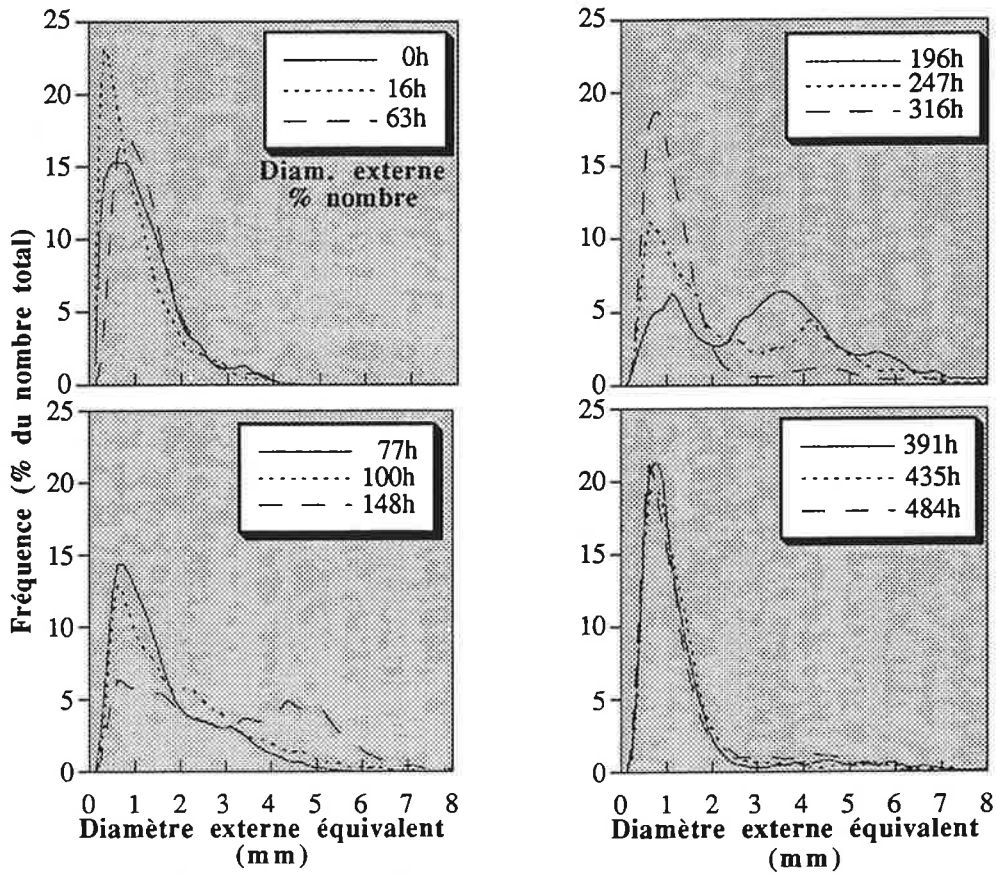 25
20
15
10
5
0
0h
16h
63h
Diam. externe
% nombre
25
20
15
10
5
0
196h
247h
316h
Fréquence (% du nombre total)
25
20
15
10
5
0
77h
100h
148h
0 1 2 3 4 5 6 7 8
Diamètre externe équivalent
(mm)
25
20
15
10
5
0
391h
435h
484h
0 1 2 3 4 5 6 7 8
Diamètre externe équivalent
(mm)